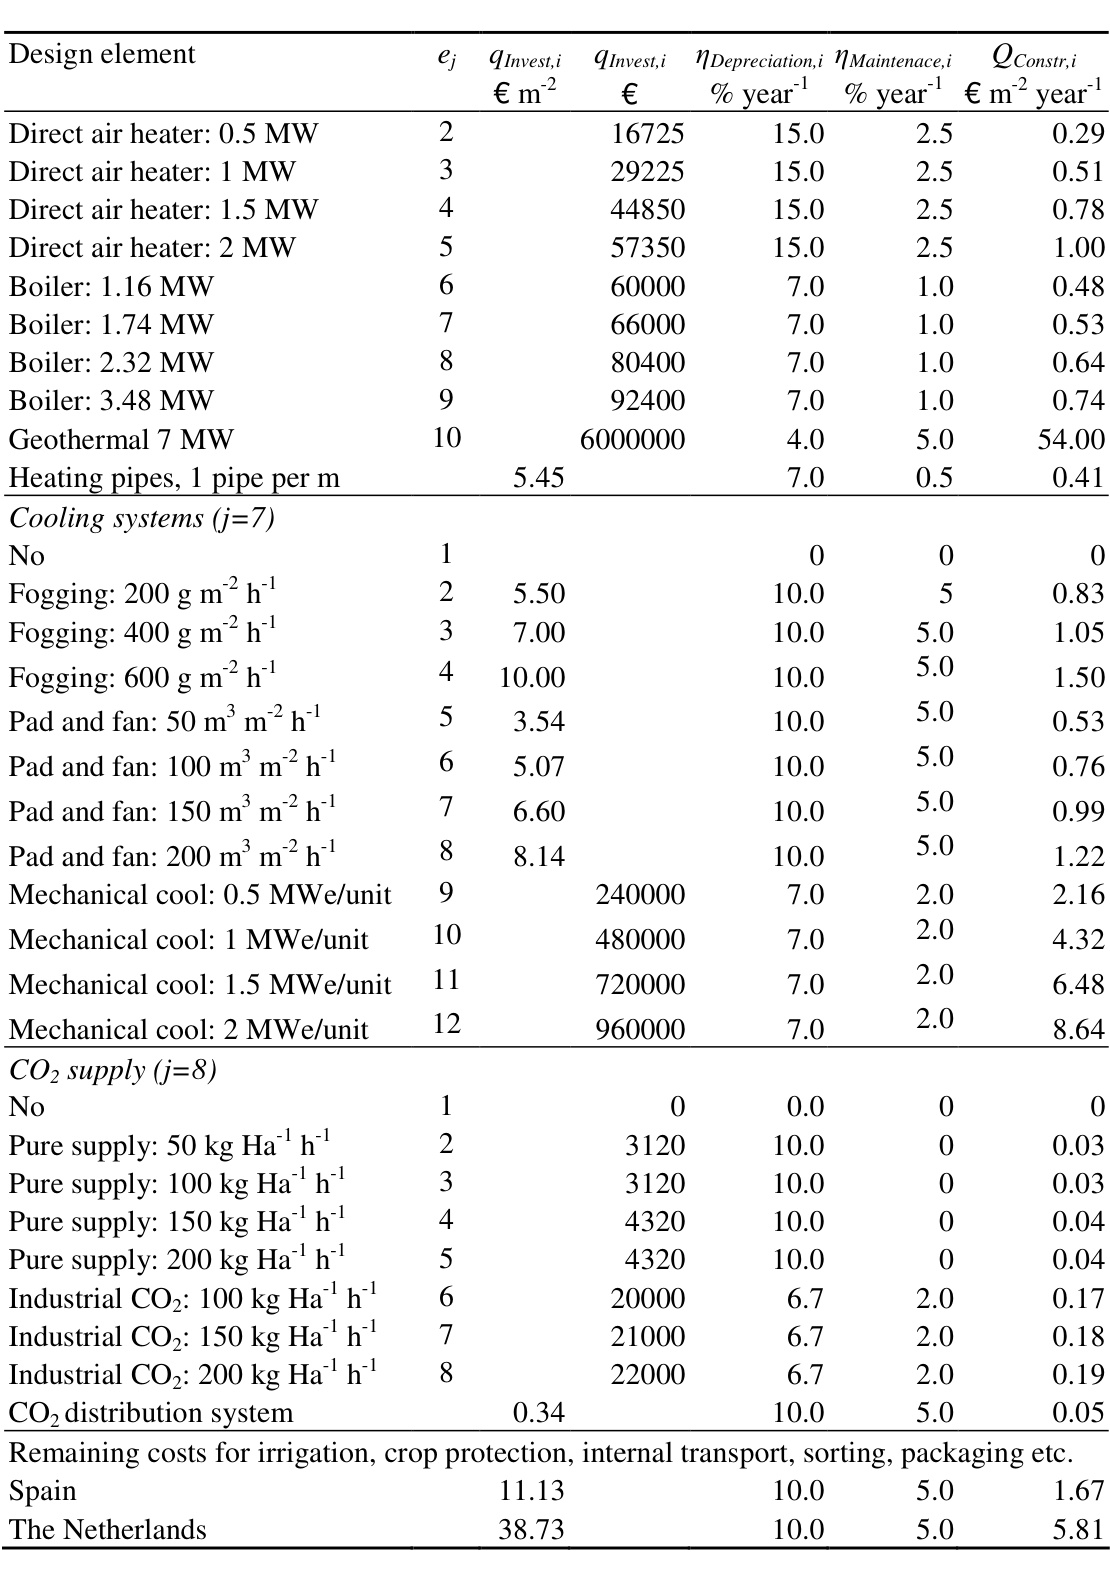 Design element e_j q_Invest,i q_Invest,i η_Depreciation,i η_Maintenace,i Q_Constr,i
€ m⁻² € % year⁻¹ % year⁻¹ € m⁻² year⁻¹
Direct air heater: 0.5 MW 2 16725 15.0 2.5 0.29
Direct air heater: 1 MW 3 29225 15.0 2.5 0.51
Direct air heater: 1.5 MW 4 44850 15.0 2.5 0.78
Direct air heater: 2 MW 5 57350 15.0 2.5 1.00
Boiler: 1.16 MW 6 60000 7.0 1.0 0.48
Boiler: 1.74 MW 7 66000 7.0 1.0 0.53
Boiler: 2.32 MW 8 80400 7.0 1.0 0.64
Boiler: 3.48 MW 9 92400 7.0 1.0 0.74
Geothermal 7 MW 10 6000000 4.0 5.0 54.00
Heating pipes, 1 pipe per m 5.45 7.0 0.5 0.41
Cooling systems (j=7)
No 1 0 0 0
Fogging: 200 g m⁻² h⁻¹ 2 5.50 10.0 5 0.83
Fogging: 400 g m⁻² h⁻¹ 3 7.00 10.0 5.0 1.05
Fogging: 600 g m⁻² h⁻¹ 4 10.00 10.0 5.0 1.50
Pad and fan: 50 m³ m⁻² h⁻¹ 5 3.54 10.0 5.0 0.53
Pad and fan: 100 m³ m⁻² h⁻¹ 6 5.07 10.0 5.0 0.76
Pad and fan: 150 m³ m⁻² h⁻¹ 7 6.60 10.0 5.0 0.99
Pad and fan: 200 m³ m⁻² h⁻¹ 8 8.14 10.0 5.0 1.22
Mechanical cool: 0.5 MWe/unit 9 240000 7.0 2.0 2.16
Mechanical cool: 1 MWe/unit 10 480000 7.0 2.0 4.32
Mechanical cool: 1.5 MWe/unit 11 720000 7.0 2.0 6.48
Mechanical cool: 2 MWe/unit 12 960000 7.0 2.0 8.64
CO₂ supply (j=8)
No 1 0 0.0 0 0
Pure supply: 50 kg Ha⁻¹ h⁻¹ 2 3120 10.0 0 0.03
Pure supply: 100 kg Ha⁻¹ h⁻¹ 3 3120 10.0 0 0.03
Pure supply: 150 kg Ha⁻¹ h⁻¹ 4 4320 10.0 0 0.04
Pure supply: 200 kg Ha⁻¹ h⁻¹ 5 4320 10.0 0 0.04
Industrial CO₂: 100 kg Ha⁻¹ h⁻¹ 6 20000 6.7 2.0 0.17
Industrial CO₂: 150 kg Ha⁻¹ h⁻¹ 7 21000 6.7 2.0 0.18
Industrial CO₂: 200 kg Ha⁻¹ h⁻¹ 8 22000 6.7 2.0 0.19
CO₂ distribution system 0.34 10.0 5.0 0.05
Remaining costs for irrigation, crop protection, internal transport, sorting, packaging etc.
Spain 11.13 10.0 5.0 1.67
The Netherlands 38.73 10.0 5.0 5.81